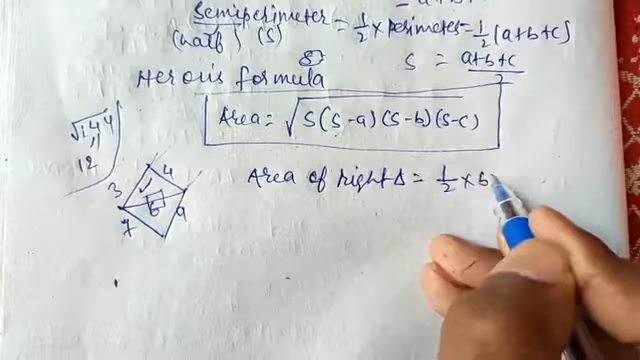 Semiperimeter = 1/2 × Perimeter = 1/2 (a+b+c)
(half) (S)
S = a+b+c / 2
Heron's formula
Area = √S(S-a)(S-b)(S-c)
√144
12
Area of right Δ = 1/2 × b
3 4
6
7 9